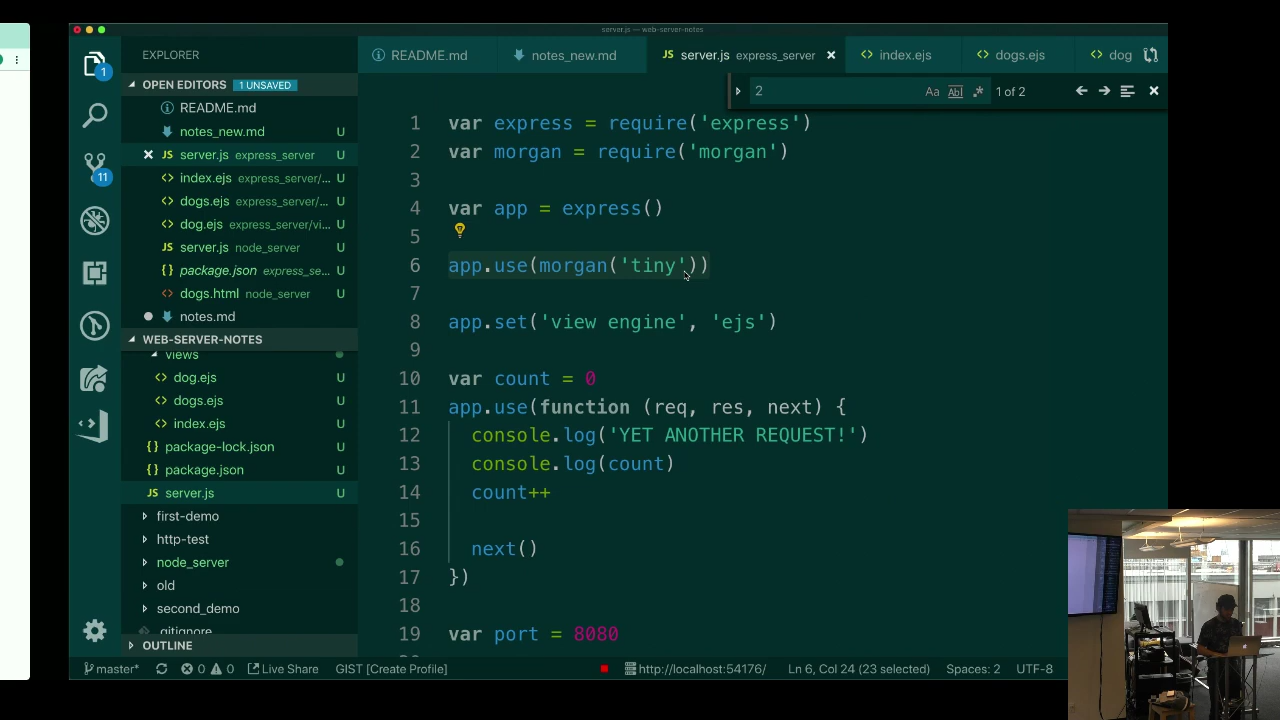 server.js — web-server-notes
EXPLORER
README.md
notes_new.md
JS server.js express_server
index.ejs
dogs.ejs
dog
OPEN EDITORS 1 UNSAVED
2
Aa Abl .* 1 of 2
README.md
notes_new.md U
JS server.js express_server U
index.ejs express_server/... U
dogs.ejs express_server/... U
dog.ejs express_server/vi... U
JS server.js node_server U
package.json express_se... U
dogs.html node_server U
notes.md U
WEB-SERVER-NOTES
views
dog.ejs U
dogs.ejs U
index.ejs U
{} package-lock.json U
{} package.json U
JS server.js U
first-demo
http-test
node_server
old
second_demo
.gitignore
OUTLINE
1
11
1 var express = require('express')
2 var morgan = require('morgan')
3
4 var app = express()
5
6 app.use(morgan('tiny'))
7
8 app.set('view engine', 'ejs')
9
10 var count = 0
11 app.use(function (req, res, next) {
12 console.log('YET ANOTHER REQUEST!')
13 console.log(count)
14 count++
15
16 next()
17 })
18
19 var port = 8080
master* 0 0 Live Share GIST [Create Profile] http://localhost:54176/ Ln 6, Col 24 (23 selected) Spaces: 2 UTF-8